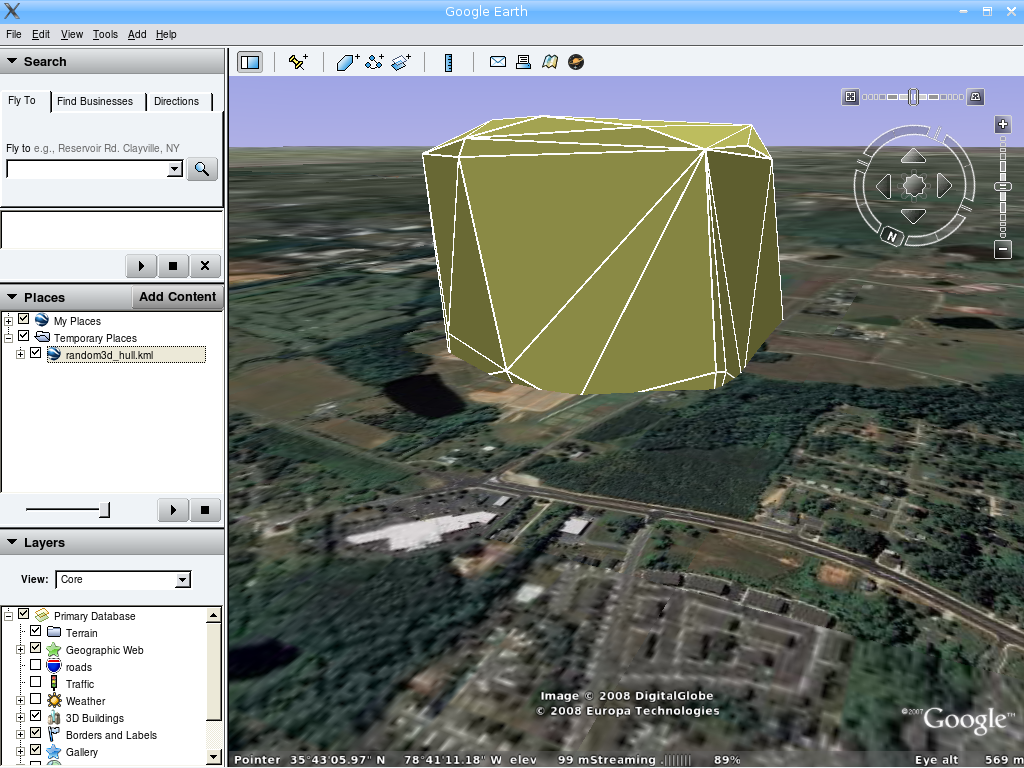 Google Earth
File Edit View Tools Add Help
Search
Fly To Find Businesses Directions
Fly to e.g., Reservoir Rd. Clayville, NY
Places Add Content
My Places
Temporary Places
random3d_hull.kml
Layers
View: Core
Primary Database
Terrain
Geographic Web
roads
Traffic
Weather
3D Buildings
Borders and Labels
Gallery
N
Image © 2008 DigitalGlobe
© 2008 Europa Technologies
©2007 Google™
Pointer 35°43'05.97" N 78°41'11.18" W elev 99 m Streaming ||||||| 89% Eye alt 569 m